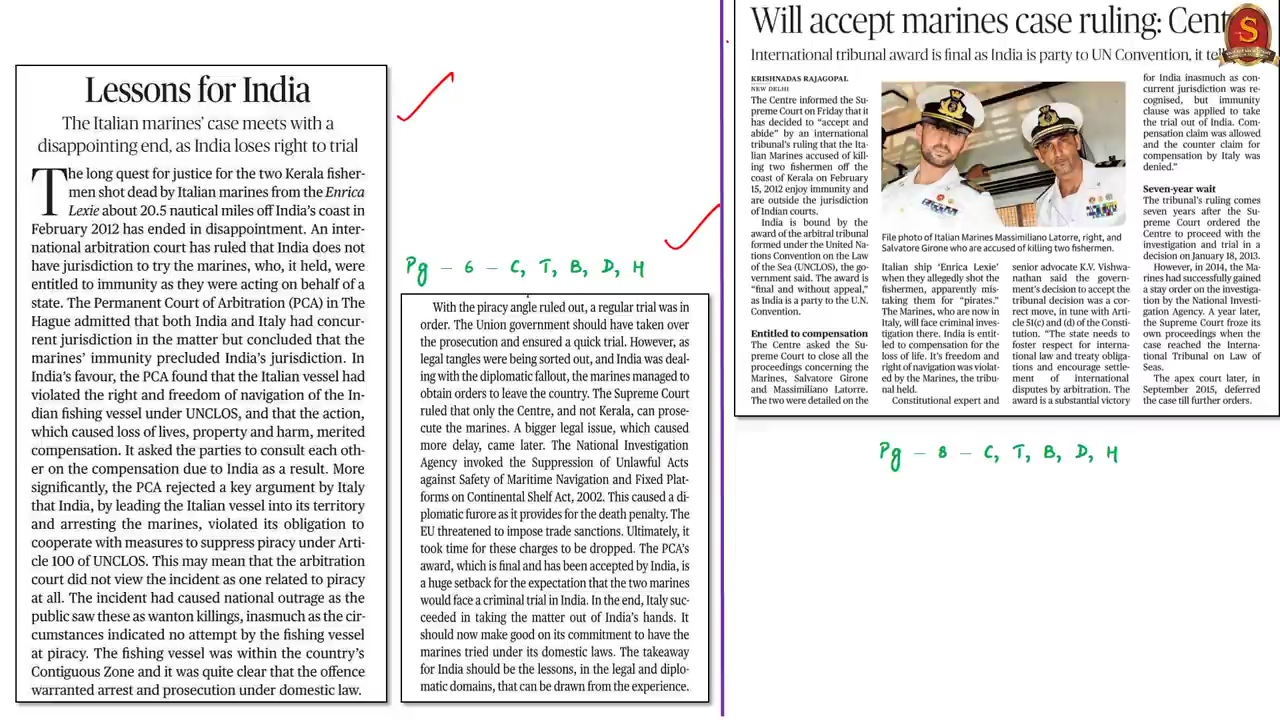 Lessons for India
The Italian marines’ case meets with a
disappointing end, as India loses right to trial
The long quest for justice for the two Kerala fisher-
men shot dead by Italian marines from the Enrica
Lexie about 20.5 nautical miles off India’s coast in
February 2012 has ended in disappointment. An inter-
national arbitration court has ruled that India does not
have jurisdiction to try the marines, who, it held, were
entitled to immunity as they were acting on behalf of a
state. The Permanent Court of Arbitration (PCA) in The
Hague admitted that both India and Italy had concur-
rent jurisdiction in the matter but concluded that the
marines’ immunity precluded India’s jurisdiction. In
India’s favour, the PCA found that the Italian vessel had
violated the right and freedom of navigation of the In-
dian fishing vessel under UNCLOS, and that the action,
which caused loss of lives, property and harm, merited
compensation. It asked the parties to consult each oth-
er on the compensation due to India as a result. More
significantly, the PCA rejected a key argument by Italy
that India, by leading the Italian vessel into its territory
and arresting the marines, violated its obligation to
cooperate with measures to suppress piracy under Arti-
cle 100 of UNCLOS. This may mean that the arbitration
court did not view the incident as one related to piracy
at all. The incident had caused national outrage as the
public saw these as wanton killings, inasmuch as the cir-
cumstances indicated no attempt by the fishing vessel
at piracy. The fishing vessel was within the country’s
Contiguous Zone and it was quite clear that the offence
warranted arrest and prosecution under domestic law.
Pg - 6 - C, T, B, D, H
With the piracy angle ruled out, a regular trial was in
order. The Union government should have taken over
the prosecution and ensured a quick trial. However, as
legal tangles were being sorted out, and India was deal-
ing with the diplomatic fallout, the marines managed to
obtain orders to leave the country. The Supreme Court
ruled that only the Centre, and not Kerala, can prose-
cute the marines. A bigger legal issue, which caused
more delay, came later. The National Investigation
Agency invoked the Suppression of Unlawful Acts
against Safety of Maritime Navigation and Fixed Plat-
forms on Continental Shelf Act, 2002. This caused a di-
plomatic furore as it provides for the death penalty. The
EU threatened to impose trade sanctions. Ultimately, it
took time for these charges to be dropped. The PCA’s
award, which is final and has been accepted by India, is
a huge setback for the expectation that the two marines
would face a criminal trial in India. In the end, Italy suc-
ceeded in taking the matter out of India’s hands. It
should now make good on its commitment to have the
marines tried under its domestic laws. The takeaway
for India should be the lessons, in the legal and diplo-
matic domains, that can be drawn from the experience.
Will accept marines case ruling:
International tribunal award is final as India is party to UN Convention, it
KRISHNADAS RAJAGOPAL
NEW DELHI
The Centre informed the Su-
preme Court on Friday that it
has decided to “accept and
abide” by an international
tribunal’s ruling that the Ita-
lian Marines accused of kill-
ing two fishermen off the
coast of Kerala on February
15, 2012 enjoy immunity and
are outside the jurisdiction
of Indian courts.
India is bound by the
award of the arbitral tribunal
formed under the United Na-
tions Convention on the Law
of the Sea (UNCLOS), the go-
vernment said. The award is
“final and without appeal,”
as India is a party to the U.N.
Convention.
Entitled to compensation
The Centre asked the Su-
preme Court to close all the
proceedings concerning the
Marines, Salvatore Girone
and Massimiliano Latorre.
The two were detailed on the
File photo of Italian Marines Massimiliano Latorre, right, and
Salvatore Girone who are accused of killing two fishermen.
Italian ship ‘Enrica Lexie’
when they allegedly shot the
fishermen, apparently mis-
taking them for “pirates.”
The Marines, who are now in
Italy, will face criminal inves-
tigation there. India is entit-
led to compensation for the
loss of life. It’s freedom and
right of navigation was violat-
ed by the Marines, the tribu-
nal held.
Constitutional expert and
senior advocate K.V. Vishwa-
nathan said the govern-
ment’s decision to accept the
tribunal decision was a cor-
rect move, in tune with Arti-
cle 51(c) and (d) of the Consti-
tution. “The state needs to
foster respect for interna-
tional law and treaty obliga-
tions and encourage settle-
ment of international
disputes by arbitration. The
award is a substantial victory
for India inasmuch as con-
current jurisdiction was re-
cognised, but immunity
clause was applied to take
the trial out of India. Com-
pensation claim was allowed
and the counter claim for
compensation by Italy was
denied.”
Seven-year wait
The tribunal’s ruling comes
seven years after the Su-
preme Court ordered the
Centre to proceed with the
investigation and trial in a
decision on January 18, 2013.
However, in 2014, the Ma-
rines had successfully gained
a stay order on the investiga-
tion by the National Investi-
gation Agency. A year later,
the Supreme Court froze its
own proceedings when the
case reached the Interna-
tional Tribunal on Law of
Seas.
The apex court later, in
September 2015, deferred
the case till further orders.
Pg - 8 - C, T, B, D, H